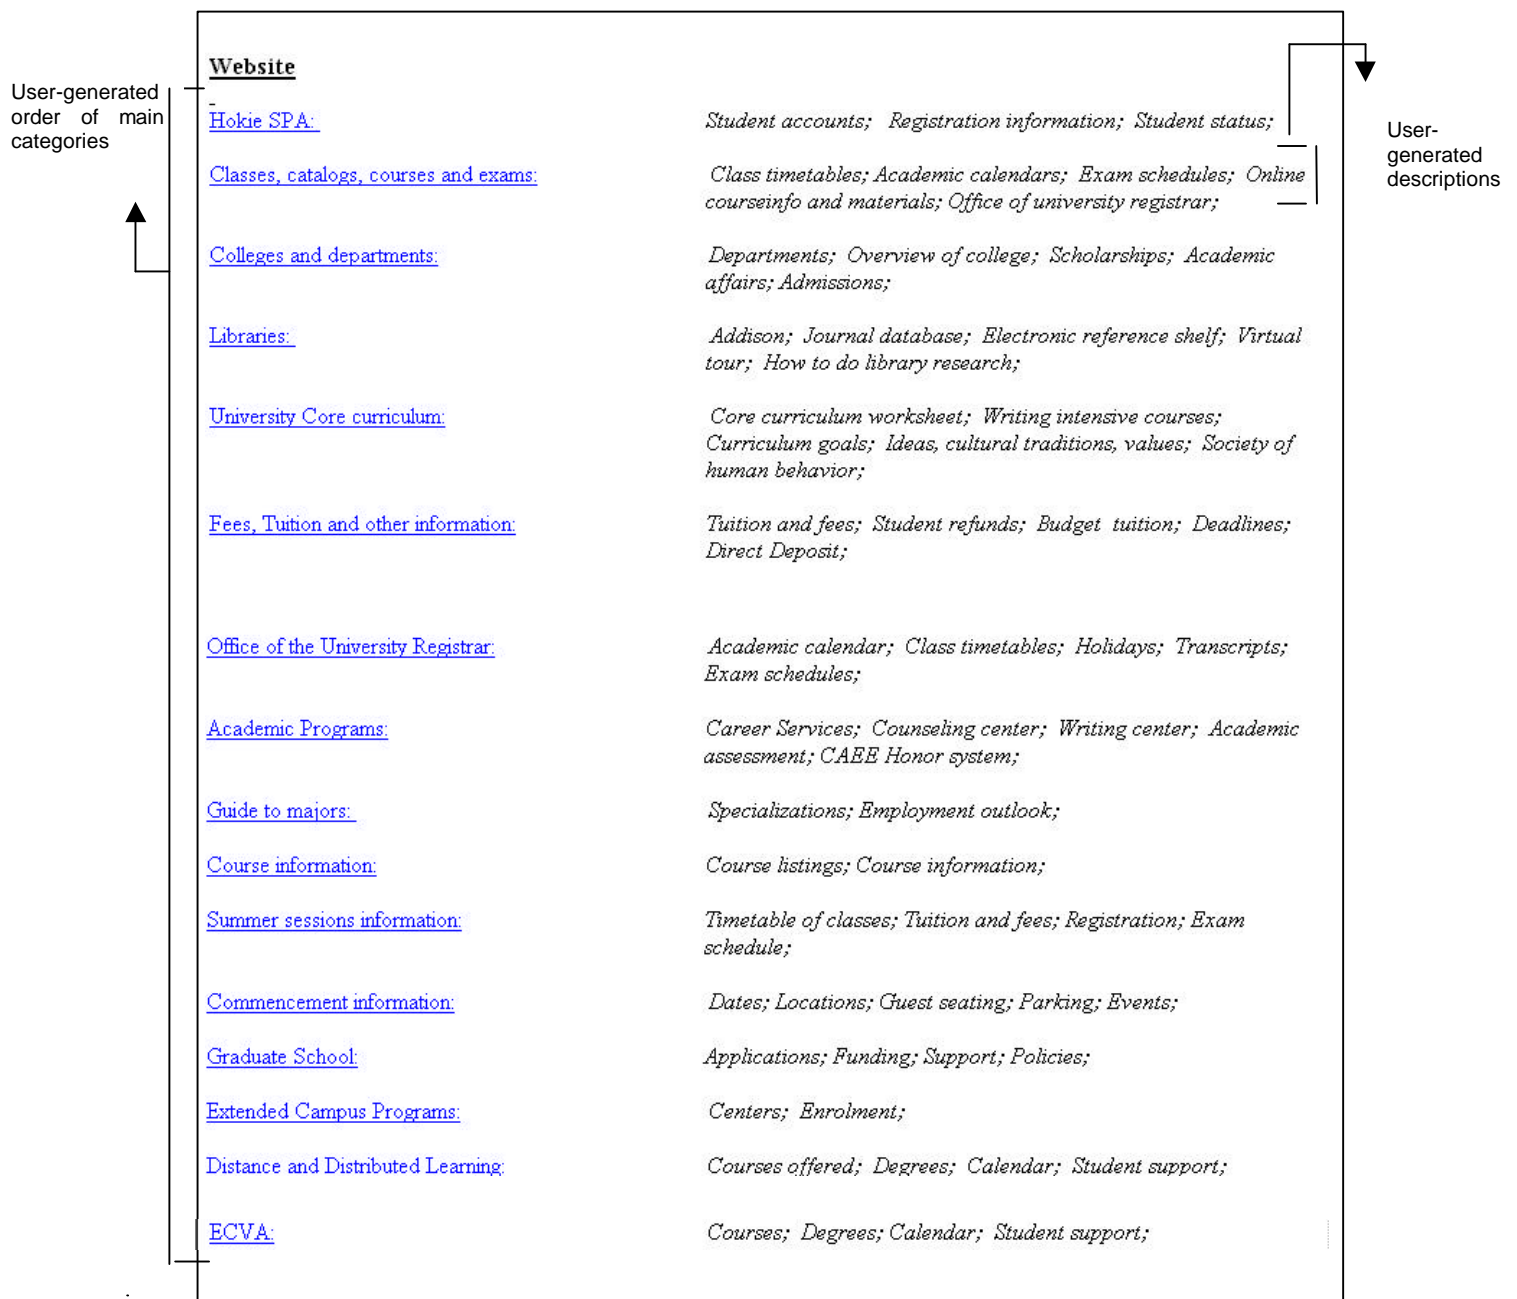 Website
User-generated
order of main
categories
Hokie SPA:
Student accounts; Registration information; Student status;
User-
generated
descriptions
Classes, catalogs, courses and exams:
Class timetables; Academic calendars; Exam schedules; Online
courseinfo and materials; Office of university registrar;
Colleges and departments:
Departments; Overview of college; Scholarships; Academic
affairs; Admissions;
Libraries:
Addison; Journal database; Electronic reference shelf; Virtual
tour; How to do library research;
University Core curriculum:
Core curriculum worksheet; Writing intensive courses;
Curriculum goals; Ideas, cultural traditions, values; Society of
human behavior;
Fees, Tuition and other information:
Tuition and fees; Student refunds; Budget tuition; Deadlines;
Direct Deposit;
Office of the University Registrar:
Academic calendar; Class timetables; Holidays; Transcripts;
Exam schedules;
Academic Programs:
Career Services; Counseling center; Writing center; Academic
assessment; CAEE Honor system;
Guide to majors:
Specializations; Employment outlook;
Course information:
Course listings; Course information;
Summer sessions information:
Timetable of classes; Tuition and fees; Registration; Exam
schedule;
Commencement information:
Dates; Locations; Guest seating; Parking; Events;
Graduate School:
Applications; Funding; Support; Policies;
Extended Campus Programs:
Centers; Enrolment;
Distance and Distributed Learning:
Courses offered; Degrees; Calendar; Student support;
ECVA:
Courses; Degrees; Calendar; Student support;